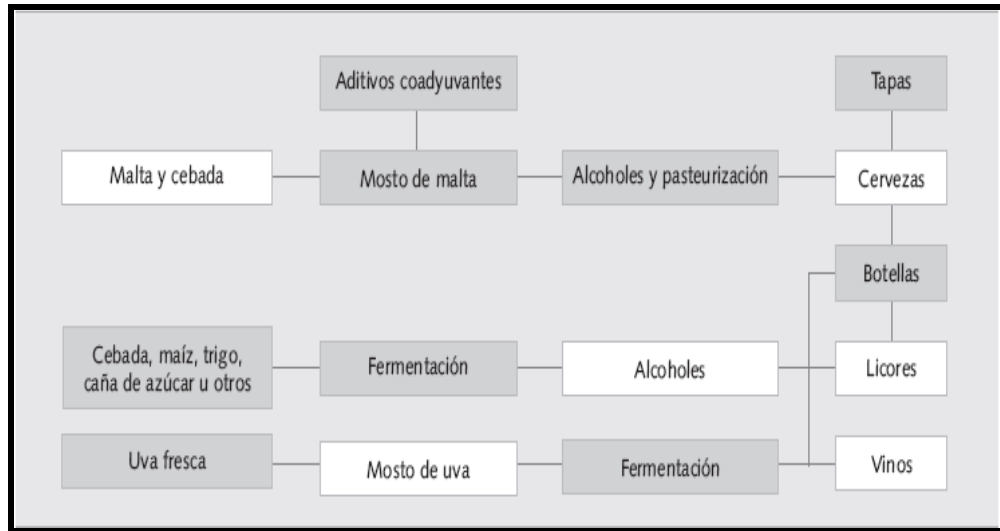 Aditivos coadyuvantes
Tapas
Malta y cebada
Mosto de malta
Alcoholes y pasteurización
Cervezas
Botellas
Cebada, maíz, trigo,
caña de azúcar u otros
Fermentación
Alcoholes
Licores
Uva fresca
Mosto de uva
Fermentación
Vinos